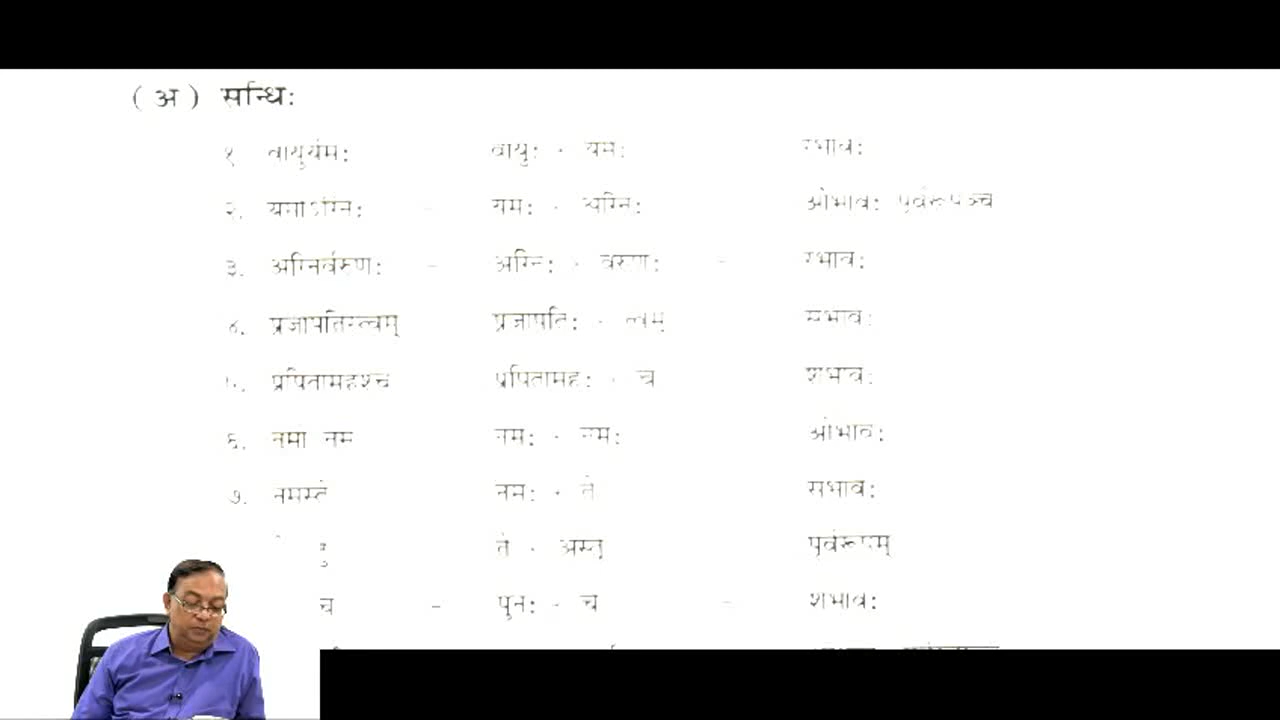 ( अ ) सन्धिः
१ वायुर्यमः वायुः + यमः रभावः
२. यमोऽग्निः – यमः + अग्निः ओभावः पूर्वरूपञ्च
३. अग्निर्वरुणः – अग्निः + वरुणः – रभावः
४. प्रजापतिस्त्वम् प्रजापतिः + त्वम् सभावः
५. प्रपितामहश्च प्रपितामहः + च शभावः
६. नमो नम नमः + नमः ओभावः
७. नमस्ते नमः + ते सभावः
ते + अस्तु पूर्वरूपम्
च – पुनः + च – शभावः